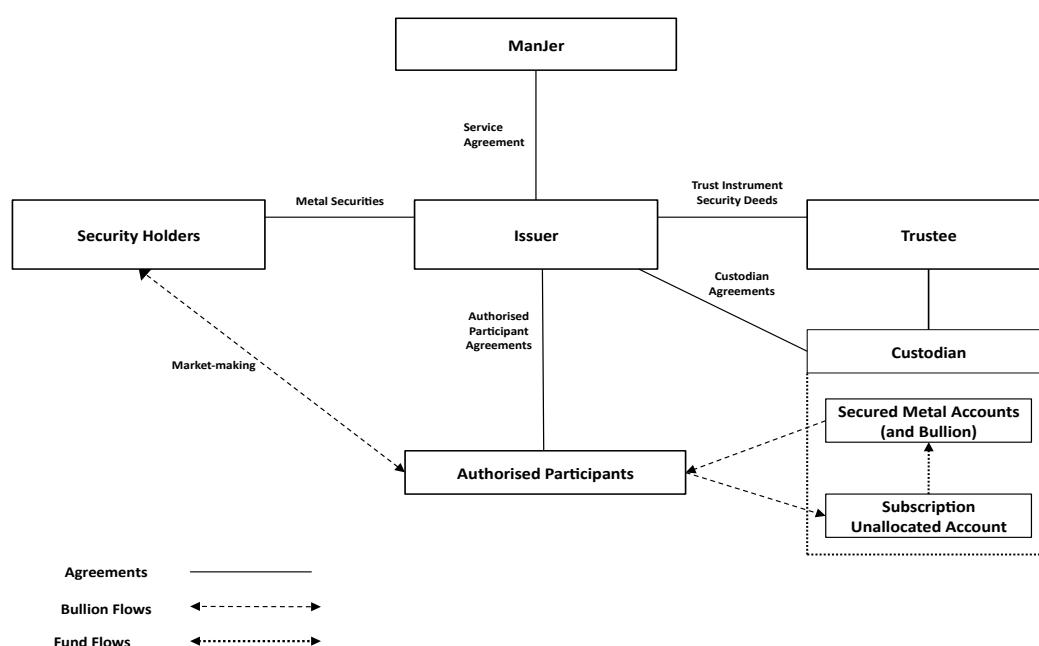 ManJer
Service
Agreement
Metal Securities
Trust Instrument
Security Deeds
Security Holders
Issuer
Trustee
Custodian
Agreements
Authorised
Participant
Agreements
Market-making
Custodian
Secured Metal Accounts
(and Bullion)
Authorised Participants
Subscription
Unallocated Account
Agreements
Bullion Flows
Fund Flows